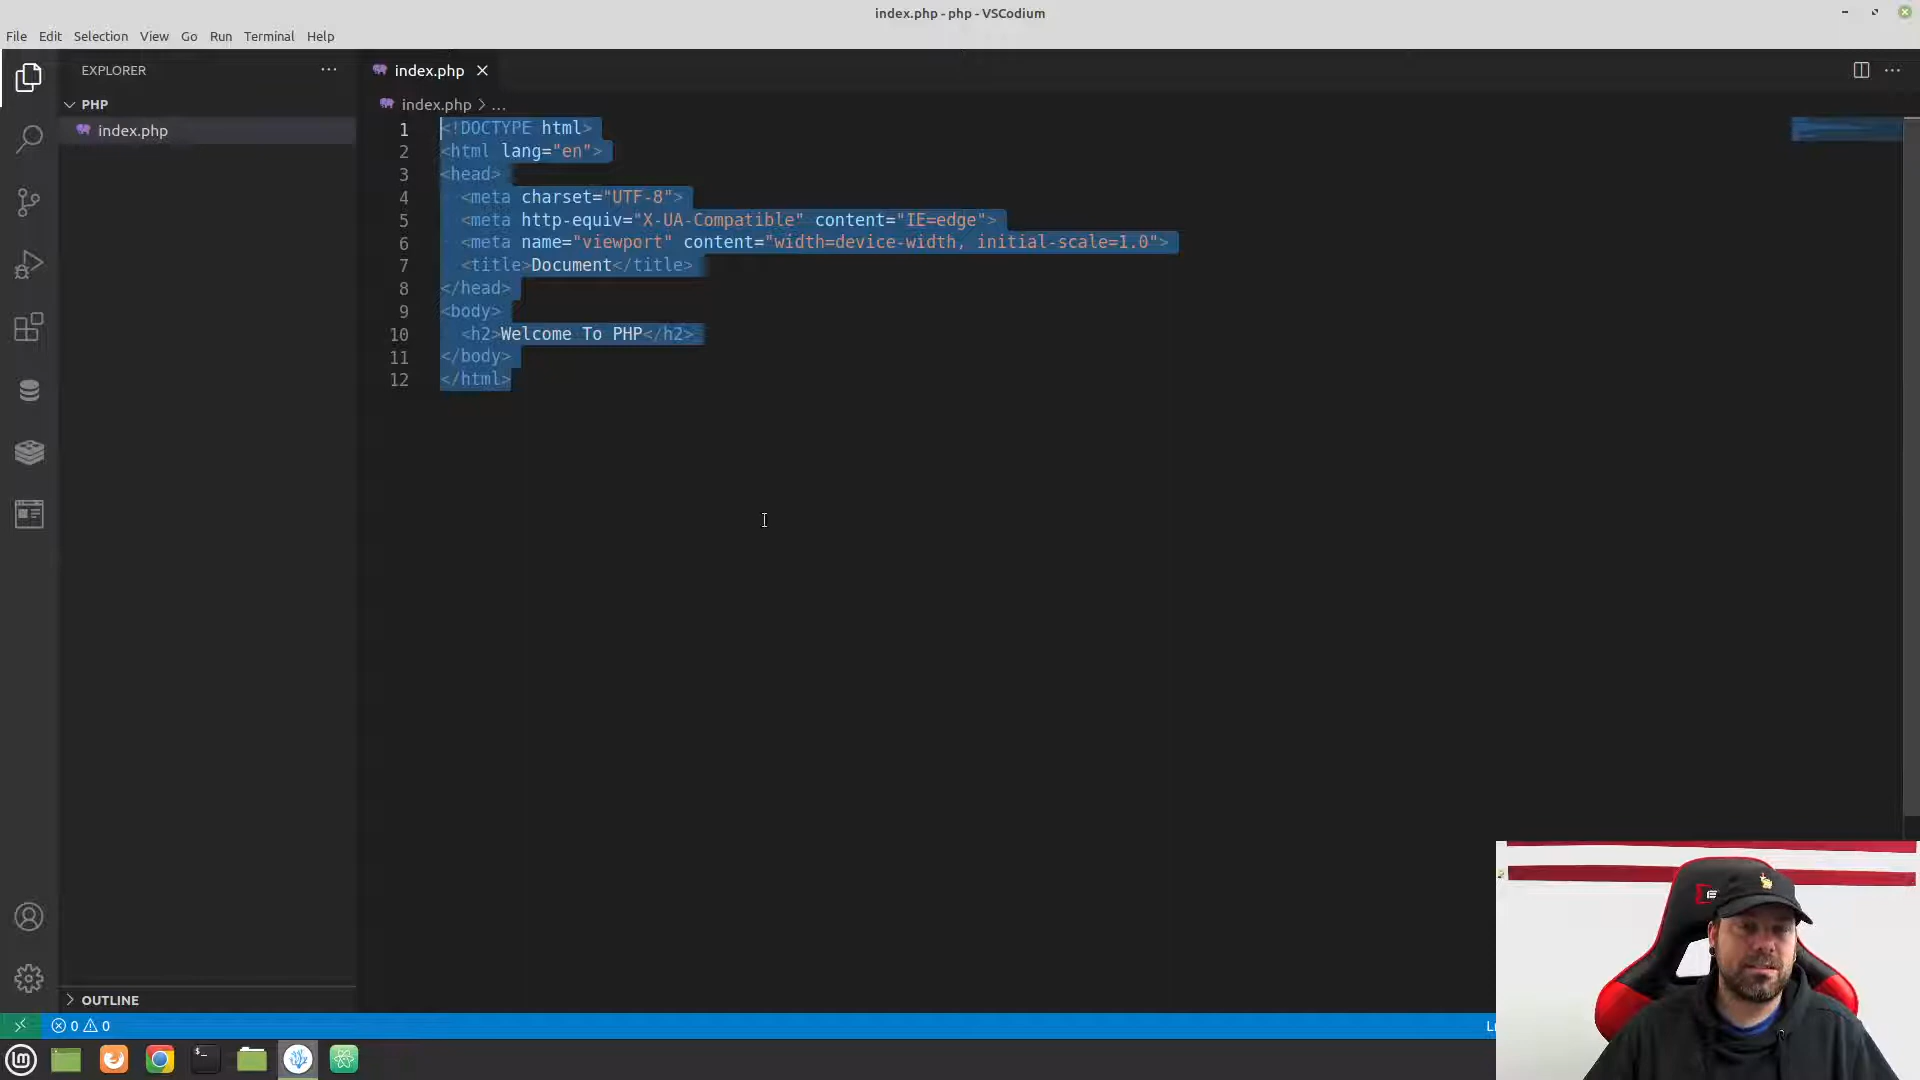 index.php - php - VSCodium
File Edit Selection View Go Run Terminal Help
EXPLORER
index.php
index.php > ...
PHP
index.php
1 <!DOCTYPE html>
2 <html lang="en">
3 <head>
4 <meta charset="UTF-8">
5 <meta http-equiv="X-UA-Compatible" content="IE=edge">
6 <meta name="viewport" content="width=device-width, initial-scale=1.0">
7 <title>Document</title>
8 </head>
9 <body>
10 <h2>Welcome To PHP</h2>
11 </body>
12 </html>
OUTLINE
0 0